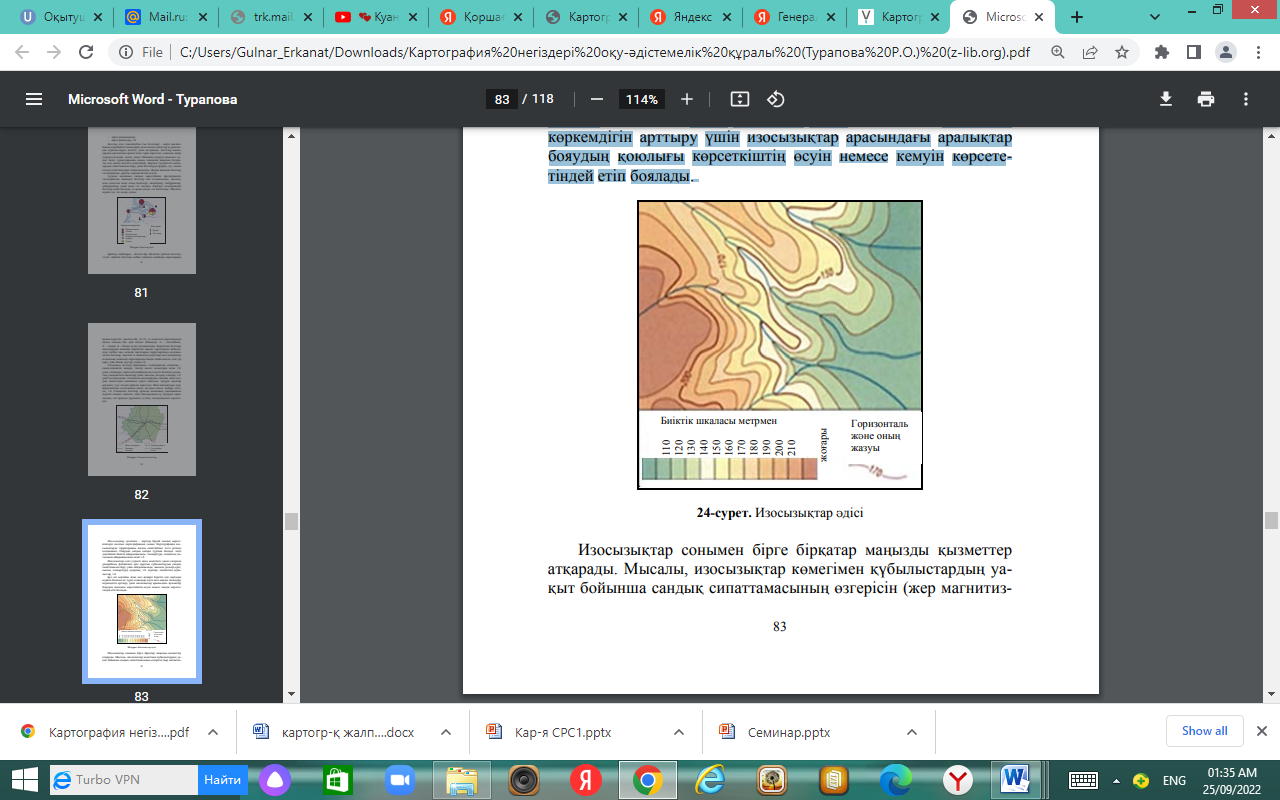 Оқытуш
Mail.ru:
trk.mail.
❤ Қуан
Қоршағ
Картогр
Яндекс
Генерал
Картогр
Microso
File
C:/Users/Gulnar_Erkanat/Downloads/Картография%20негіздері%20оқу-әдістемелік%20құралы%20(Турапова%20Р.О.)%20(z-lib.org).pdf
Microsoft Word - Турапова
83 / 118
114%
81
82
83
көркемдігін арттыру үшін изосызықтар арасындағы аралықтар
бояудың қоюлығы көрсеткіштің өсуін немесе кемуін көрсете-
тіндей етіп боялады.
150
Биіктік шкаласы метрмен
110
120
130
140
150
160
170
180
190
200
210
жоғары
Горизонталь
және оның
жазуы
170
24-сурет. Изосызықтар әдісі
Изосызықтар сонымен бірге бірқатар маңызды қызметтер
атқарады. Мысалы, изосызықтар көмегімен құбылыстардың уа-
қыт бойынша сандық сипаттамасының өзгерісін (жер магнитиз-
83
Картография негіз....pdf
картогр-қ жалп....docx
Кар-я СРС1.pptx
Семинар.pptx
Show all
Turbo VPN
Найти
ENG
01:35 AM
25/09/2022